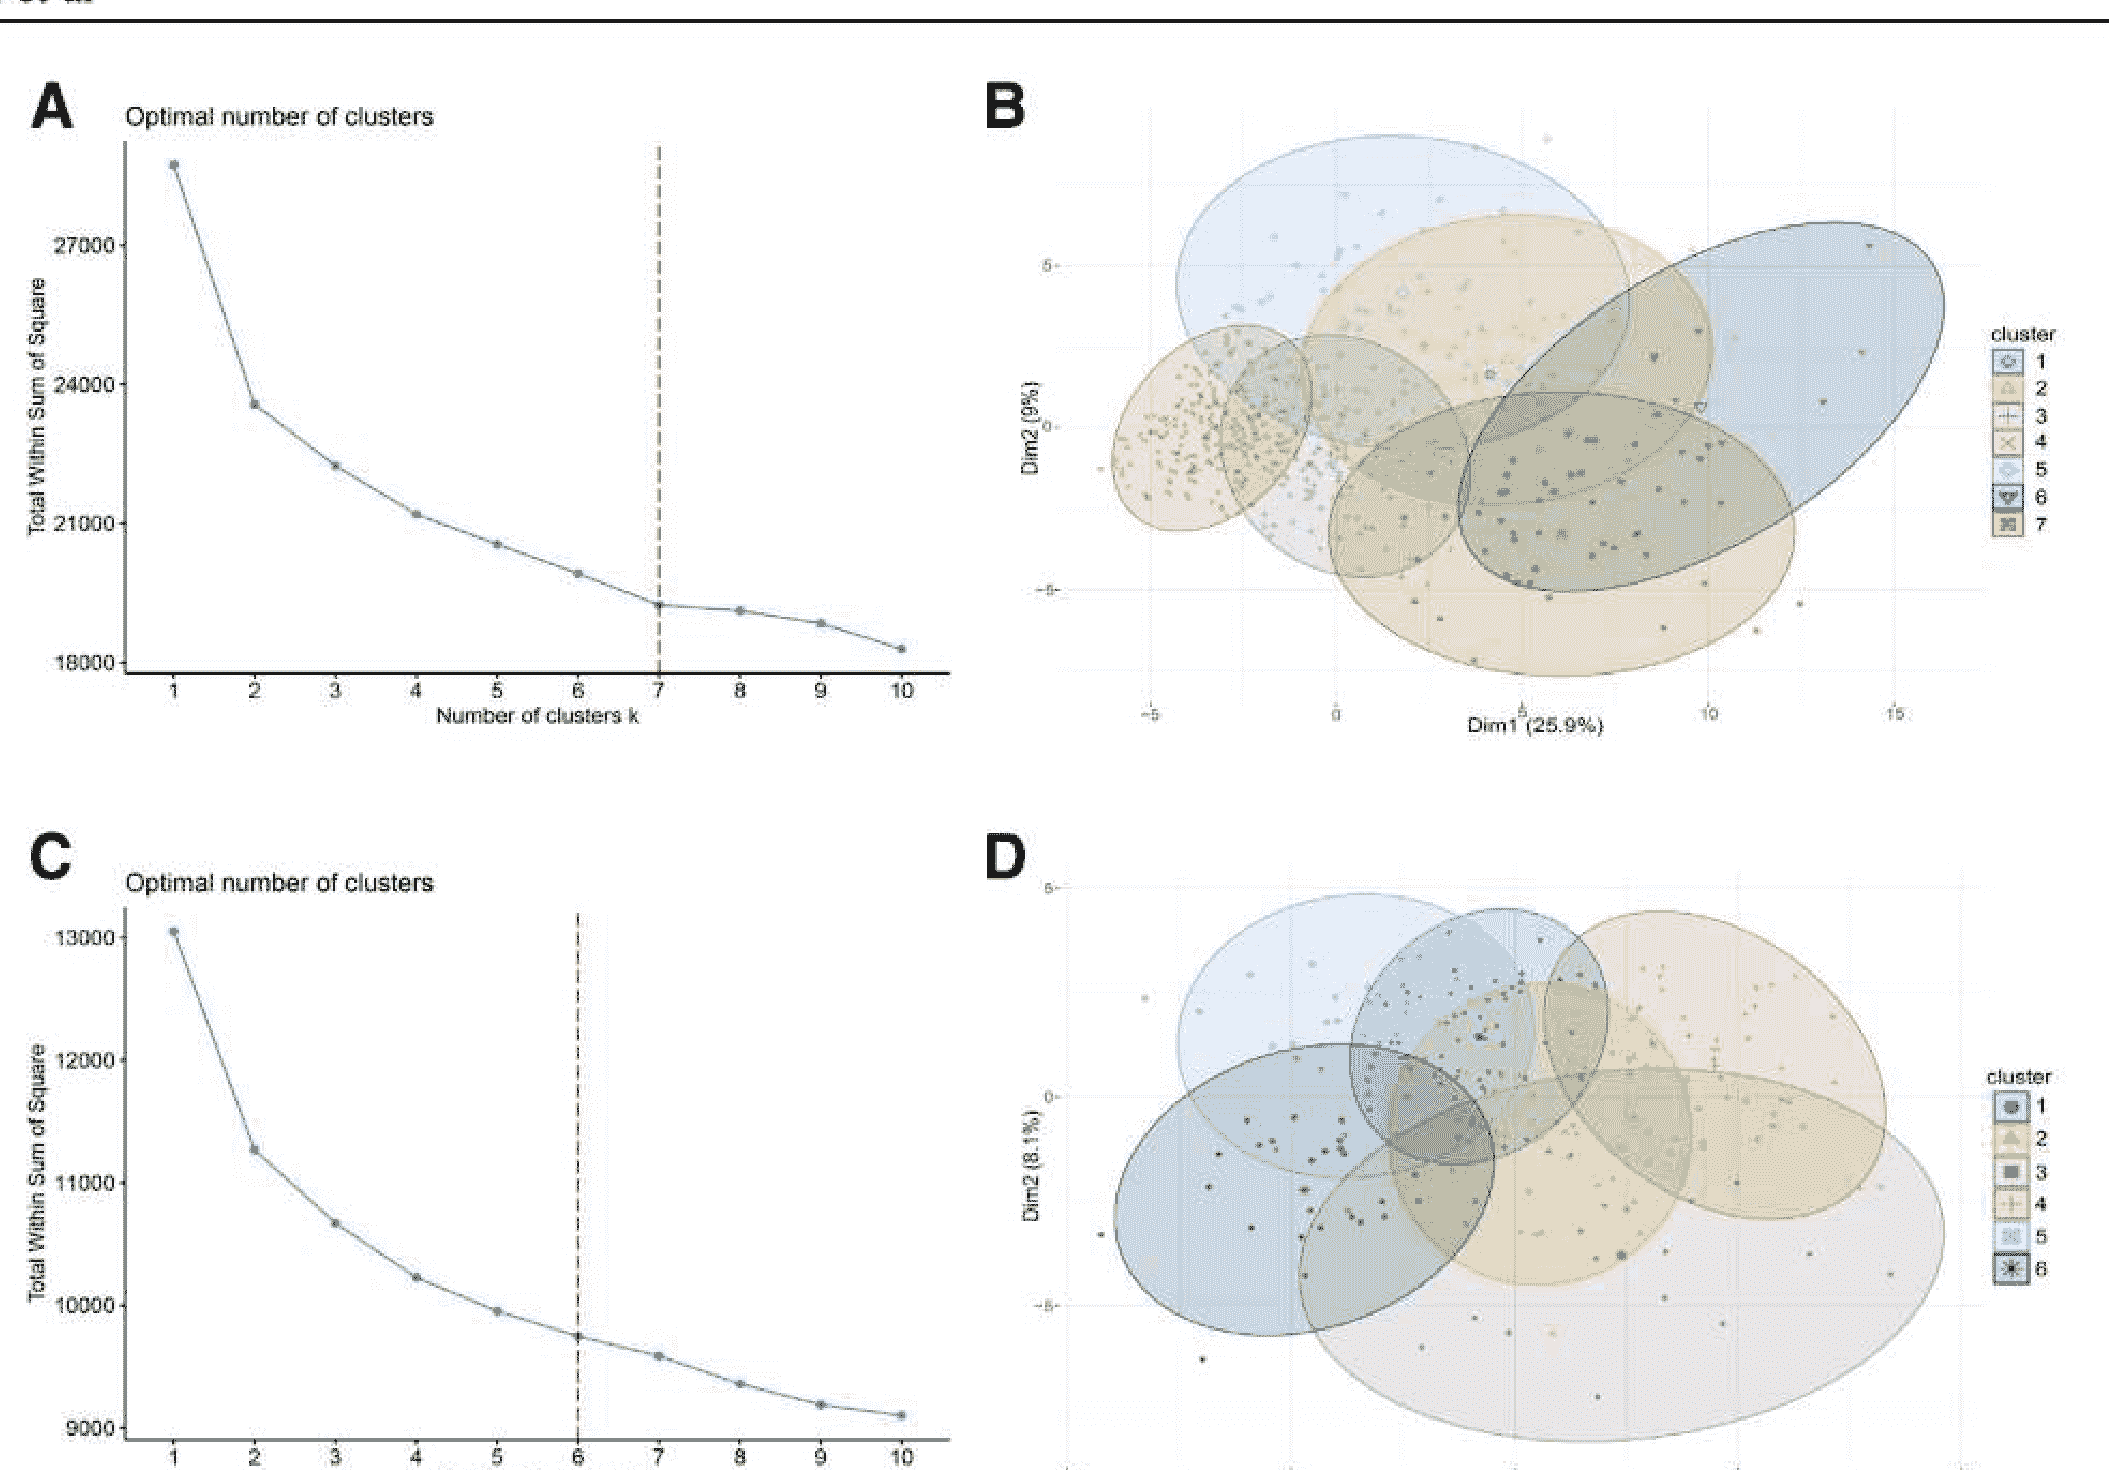 A
Optimal number of clusters
Total Within Sum of Square
27000
24000
21000
18000
1 2 3 4 5 6 7 8 9 10
Number of clusters k
B
Dim2 (9%)
5
0
-5
-5 0 5 10 15
Dim1 (25.9%)
cluster
1
2
3
4
5
6
7
C
Optimal number of clusters
Total Within Sum of Square
13000
12000
11000
10000
9000
1 2 3 4 5 6 7 8 9 10
D
Dim2 (8.1%)
5
0
-5
cluster
1
2
3
4
5
6